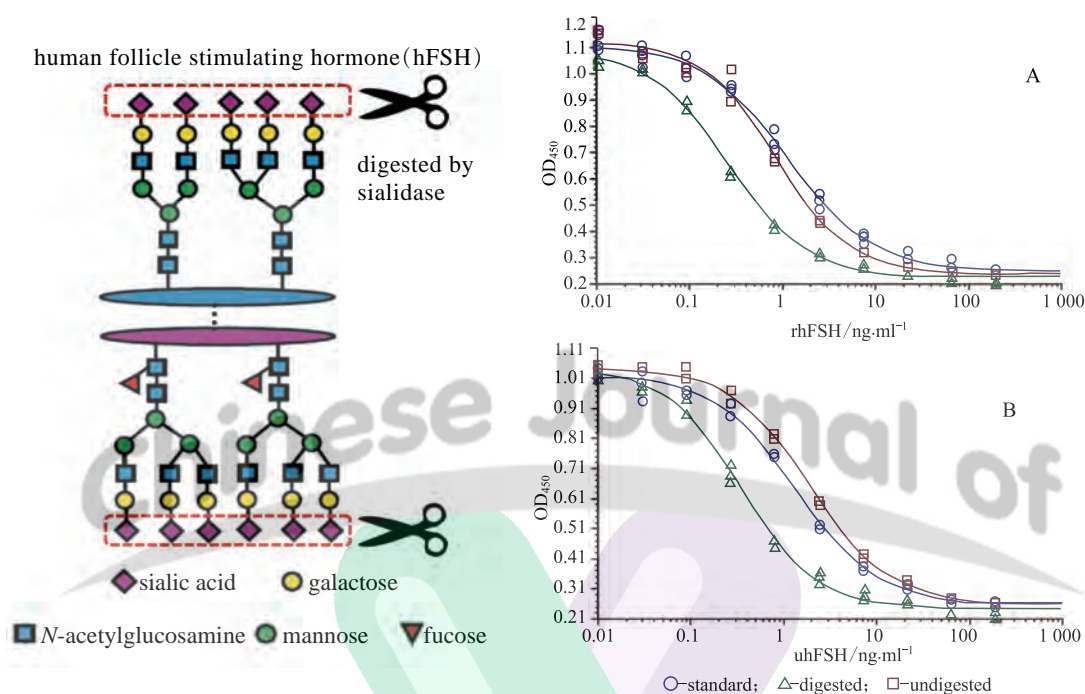 human follicle stimulating hormone(hFSH)
digested by
sialidase
sialic acid
galactose
N-acetylglucosamine
mannose
fucose
1.2
1.1
1.0
0.9
0.8
0.7
0.6
0.5
0.4
0.3
0.2
OD450
A
0.01
0.1
1
10
100
1 000
rhFSH/ng·ml⁻¹
1.11
1.01
0.91
0.81
0.71
0.61
0.51
0.41
0.31
0.21
OD450
B
0.01
0.1
1
10
100
1 000
uhFSH/ng·ml⁻¹
standard; digested; undigested
Chinese Journal of